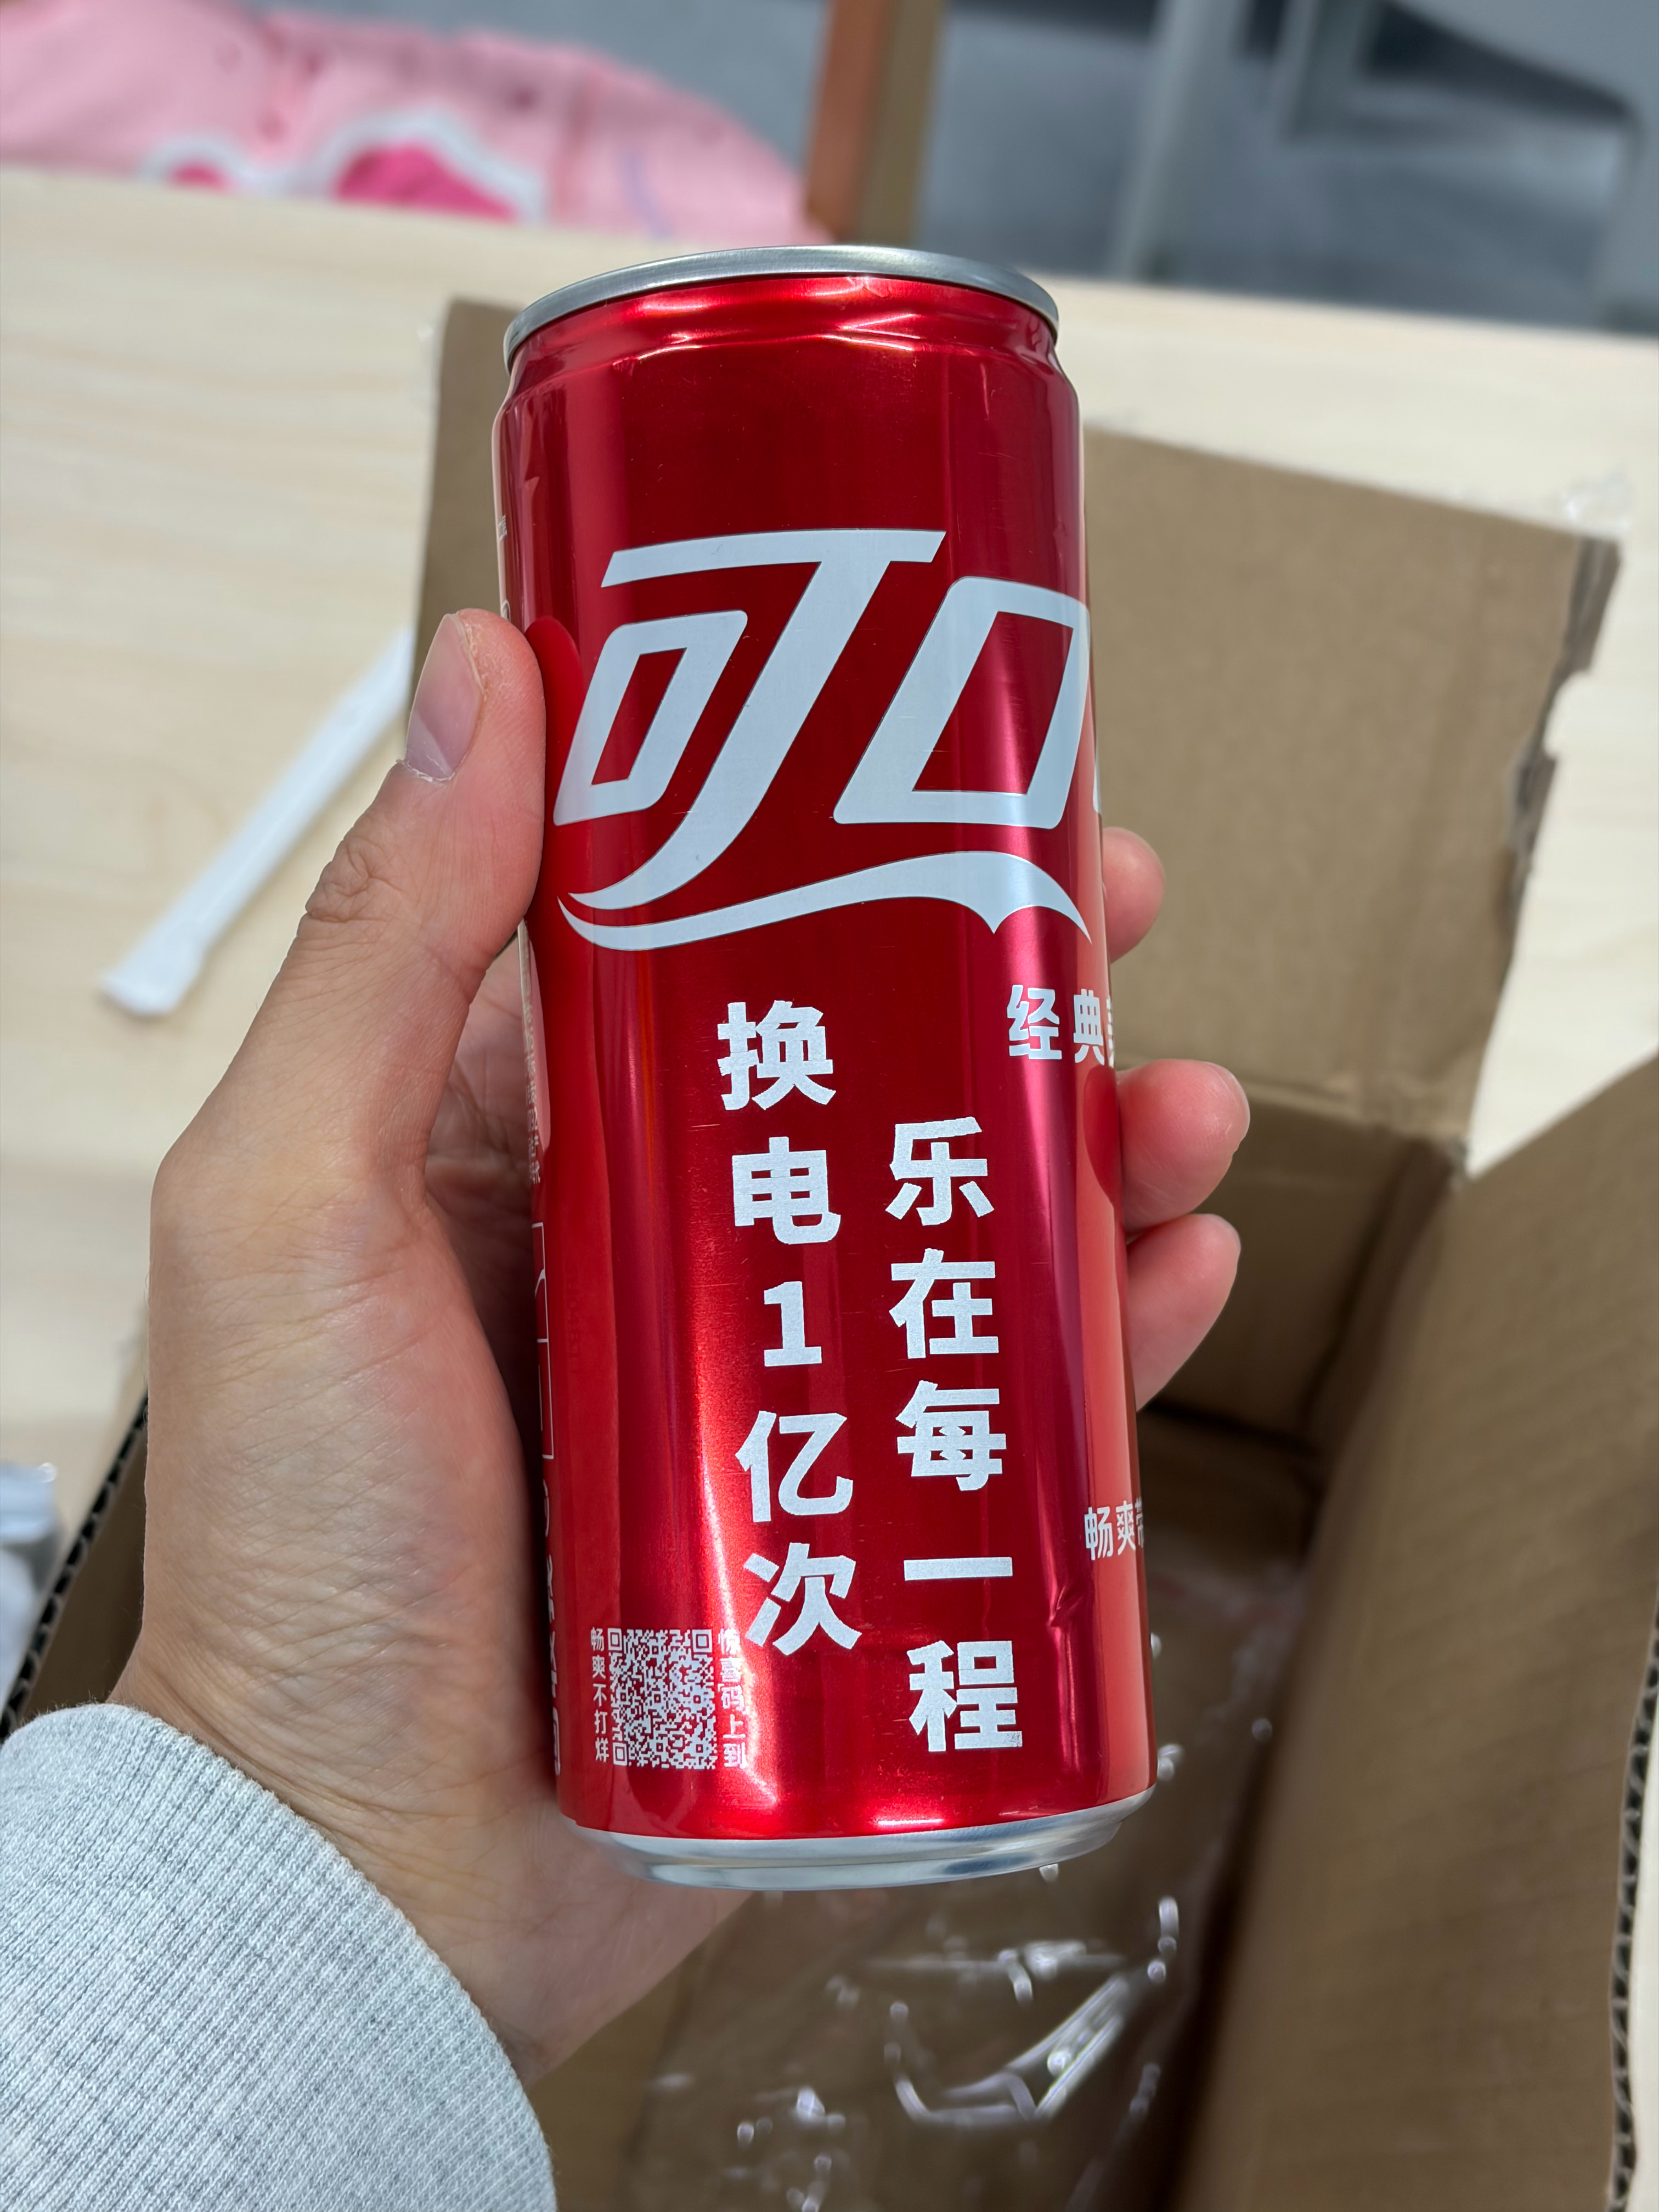 可口
经典
换电1亿次
乐在每一程
畅爽
畅爽不打烊
惊喜码上到